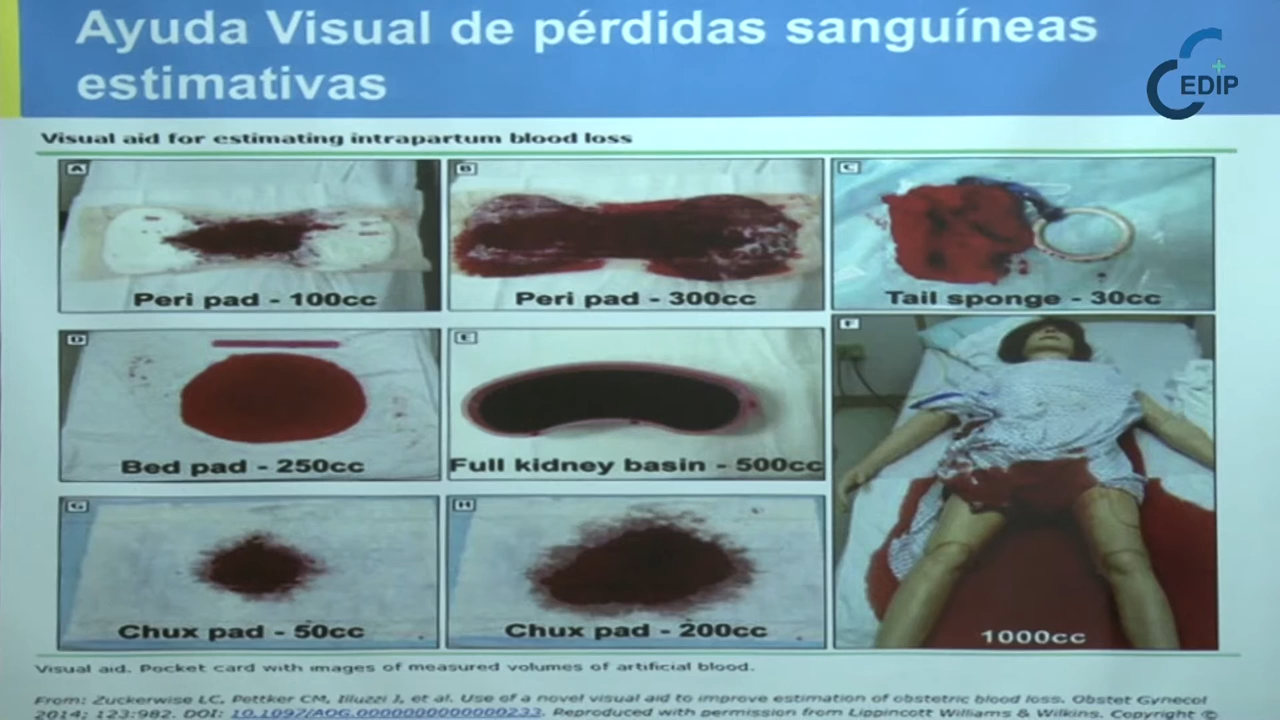 Ayuda Visual de pérdidas sanguíneas
estimativas
CEDIP
Visual aid for estimating intrapartum blood loss
A
Peri pad - 100cc
B
Peri pad - 300cc
C
Tail sponge - 30cc
D
Bed pad - 250cc
E
Full kidney basin - 500cc
F
1000cc
G
Chux pad - 50cc
H
Chux pad - 200cc
Visual aid. Pocket card with images of measured volumes of artificial blood.
From: Zuckerwise LC, Pettker CM, Illuzzi J, et al. Use of a novel visual aid to improve estimation of obstetric blood loss. Obstet Gynecol
2014; 123:982. DOI: 10.1097/AOG.0000000000000233. Reproduced with permission from Lippincott Williams & Wilkins. Copyright ©